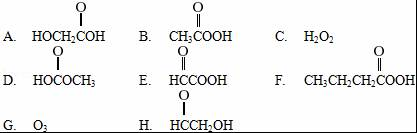 O O
A. HOCH₂COH B. CH₃COOH C. H₂O₂
O O O
D. HOCOCH₃ E. HCCOOH F. CH₃CH₂CH₂COOH
O
G. O₃ H. HCCH₂OH